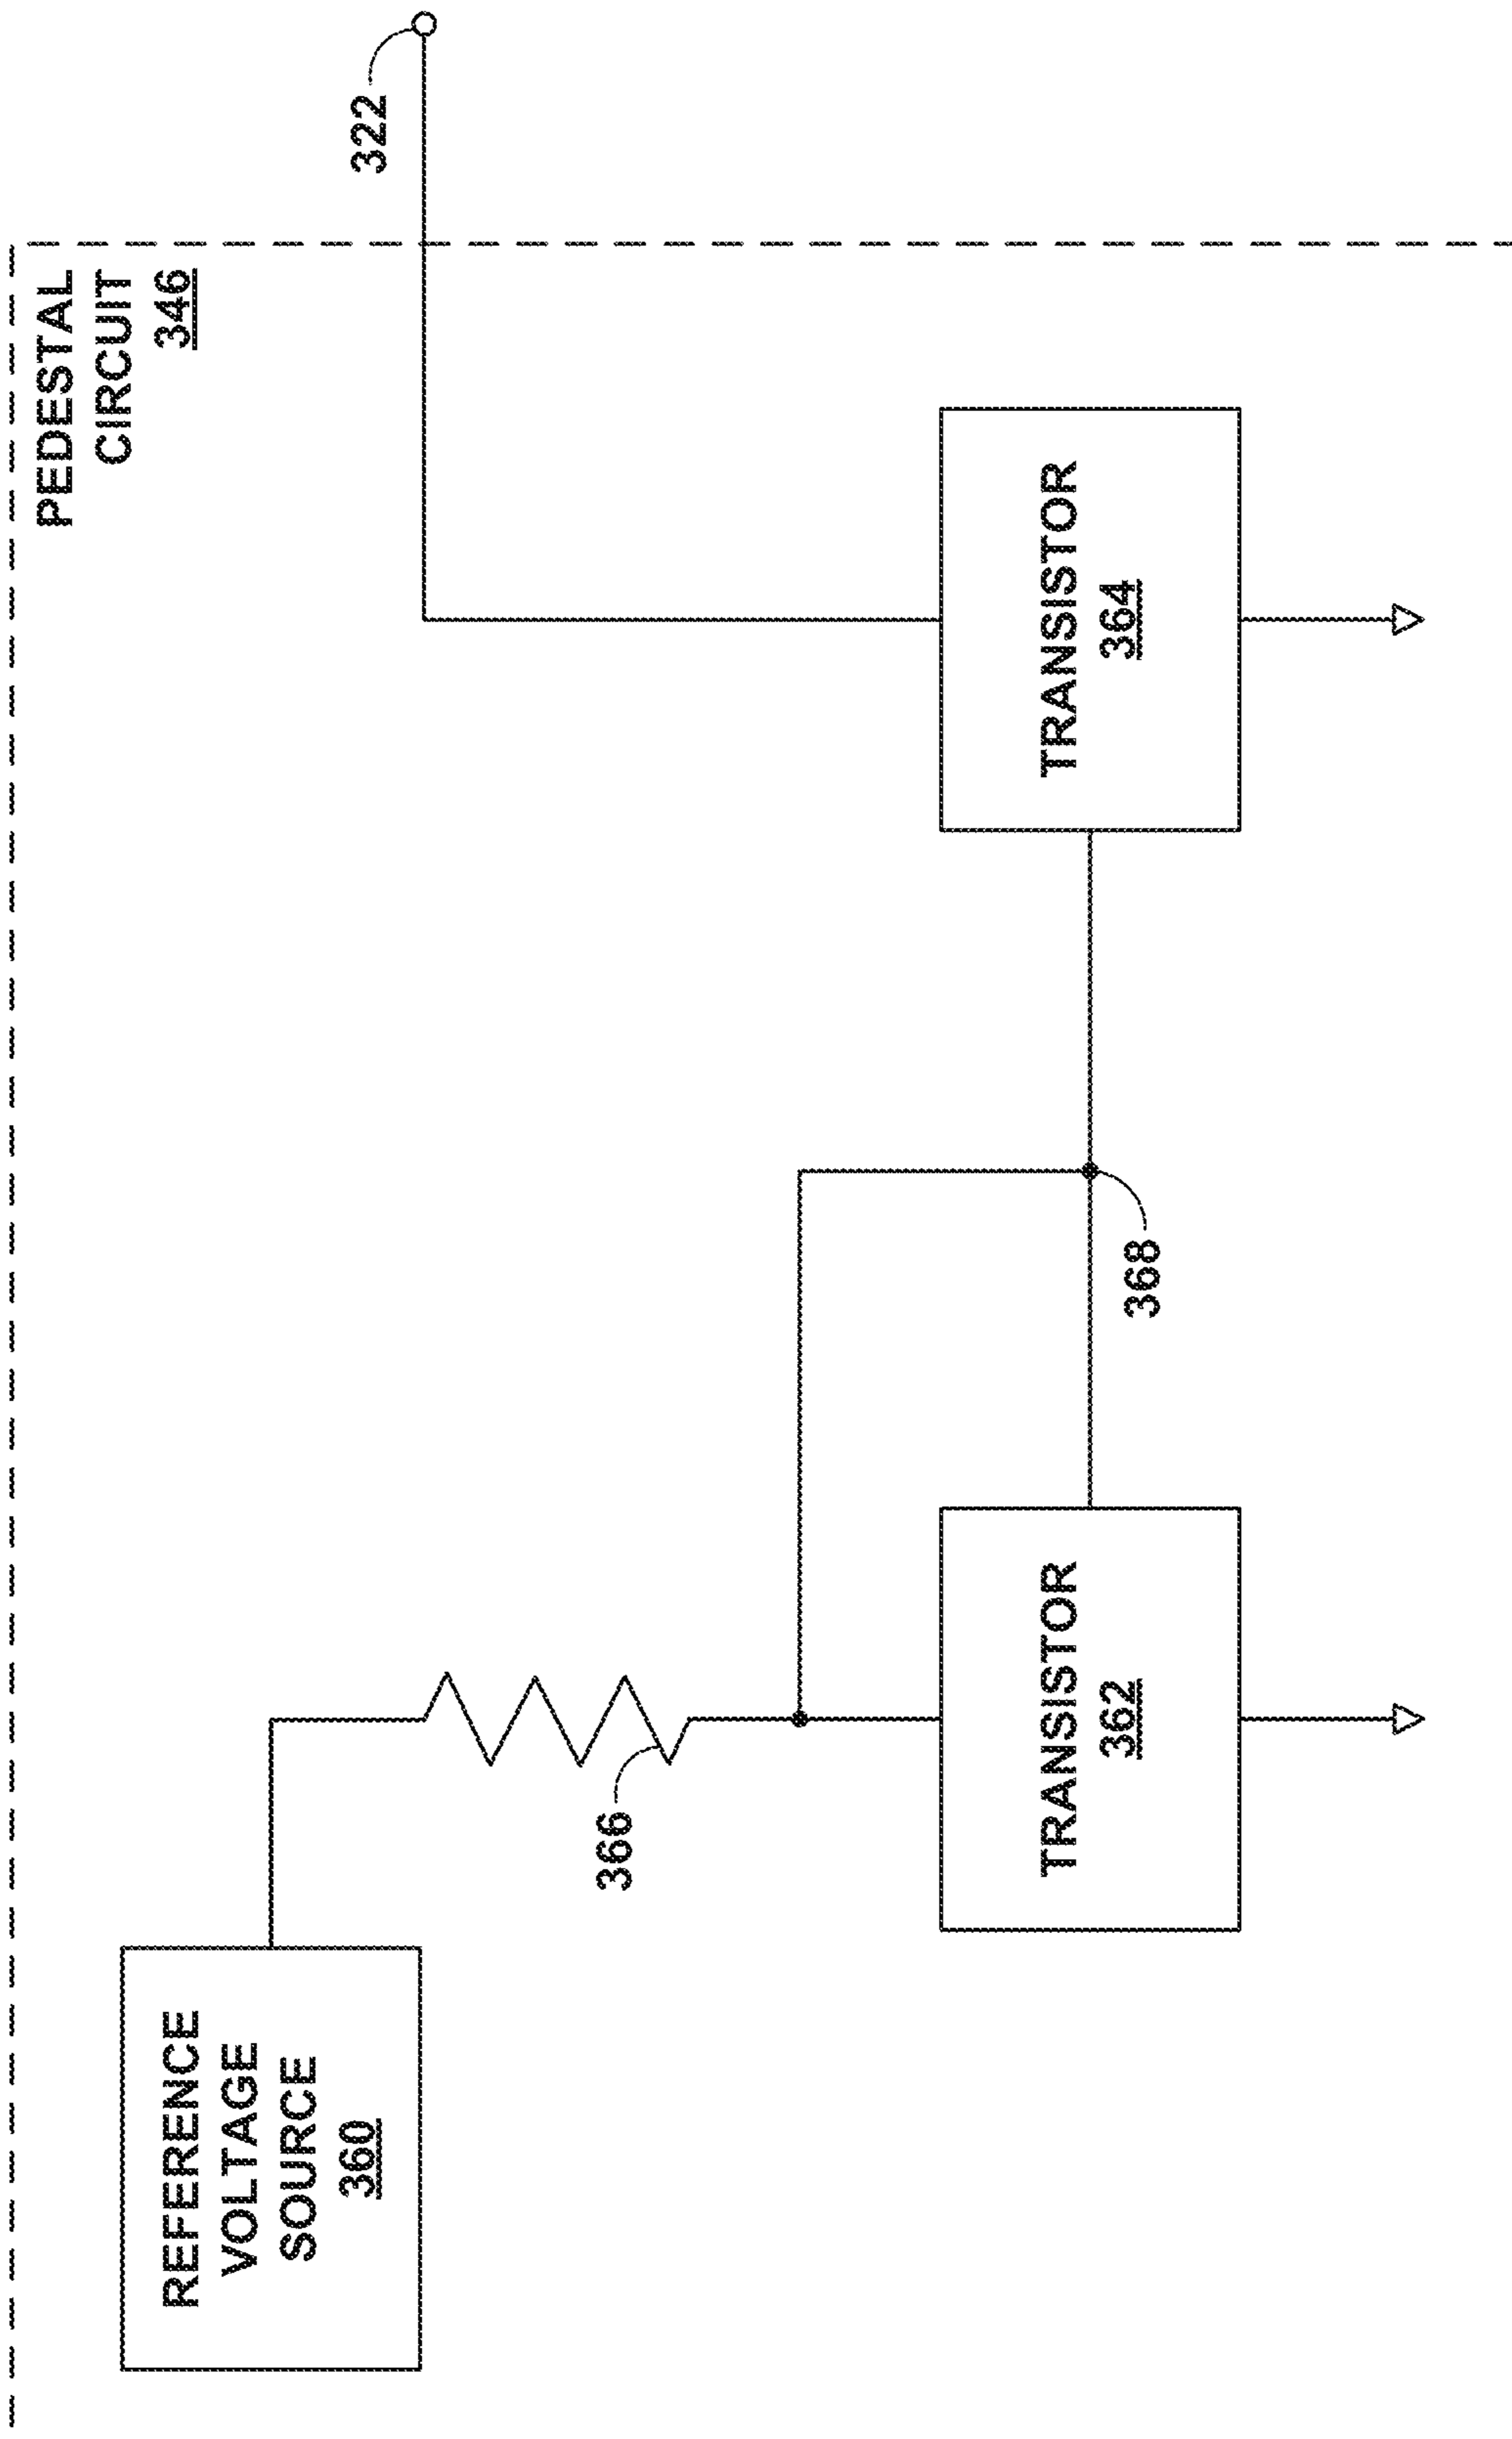 PEDESTAL
CIRCUIT
346
322
REFERENCE
VOLTAGE
SOURCE
360
366
368
TRANSISTOR
362
TRANSISTOR
364